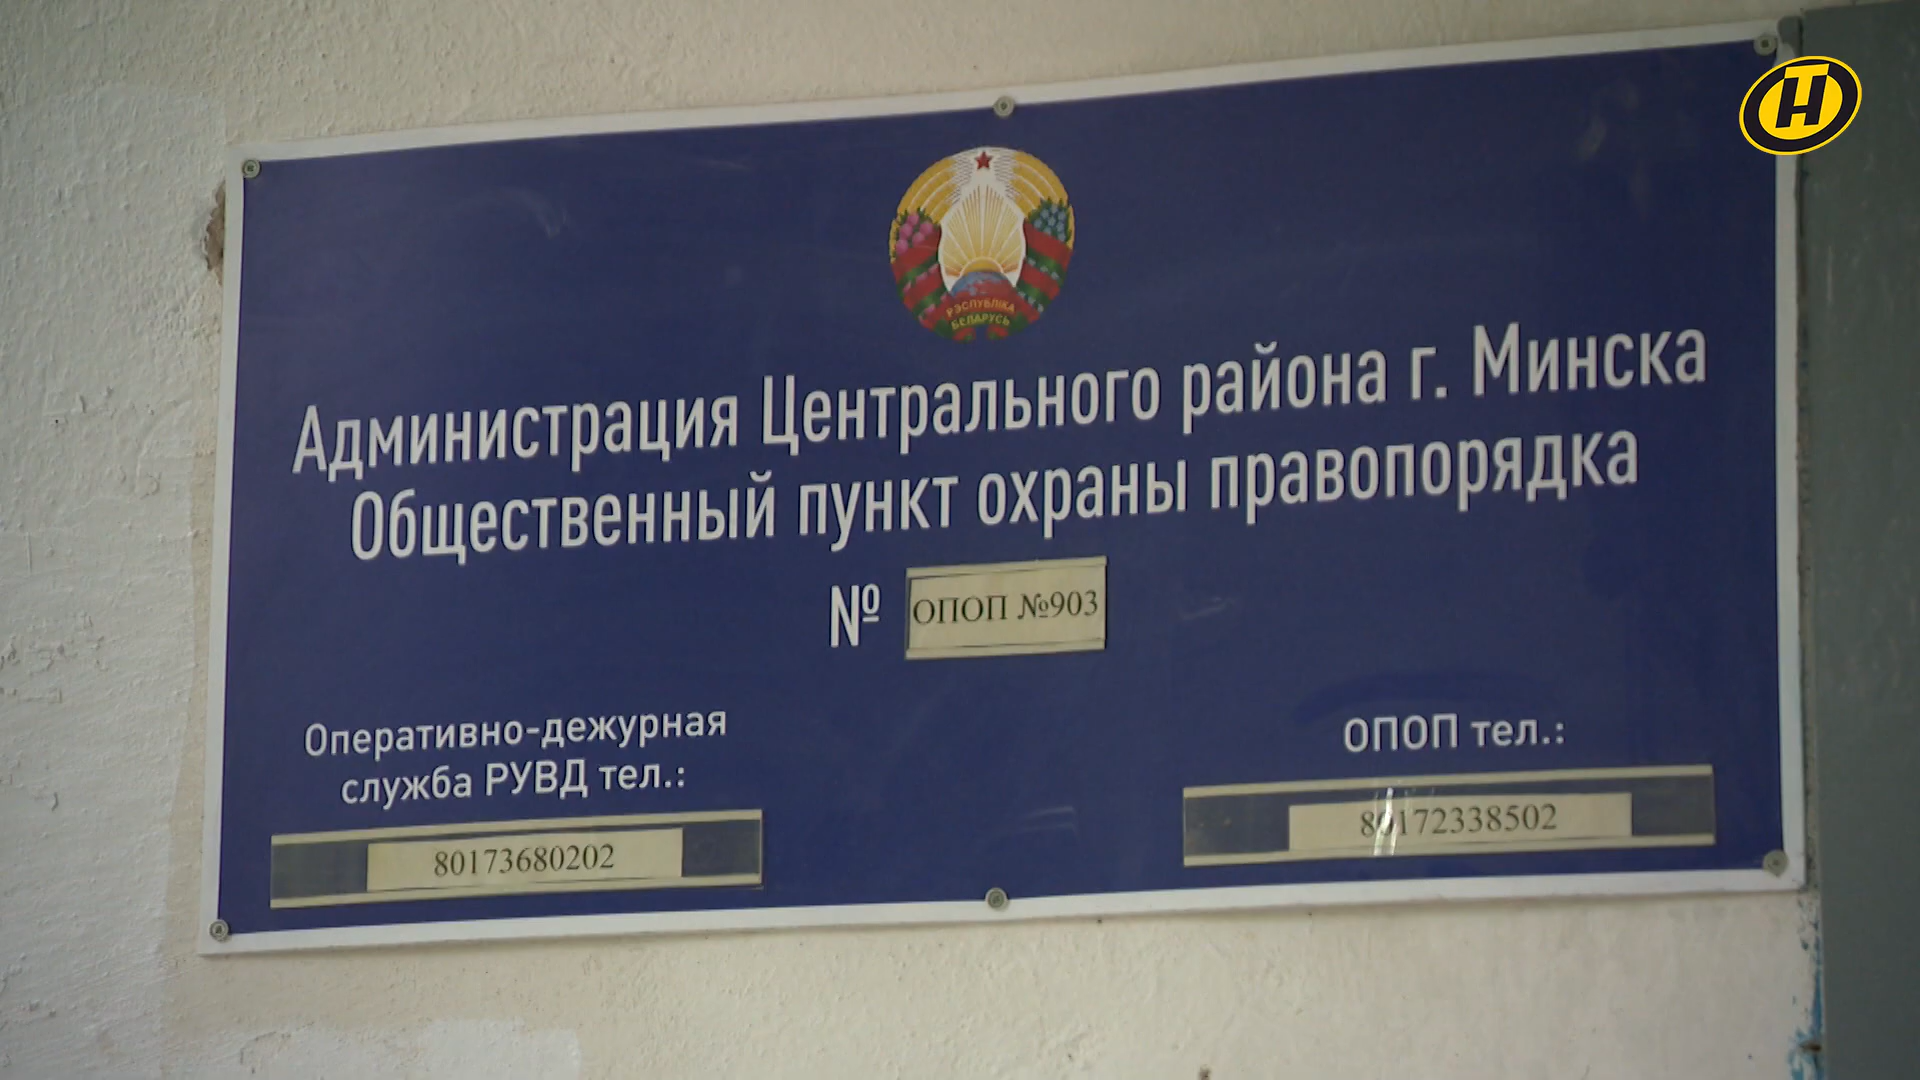 ОНТ
РЭСПУБЛІКА
БЕЛАРУСЬ
Администрация Центрального района г. Минска
Общественный пункт охраны правопорядка
№ ОПОП №903
Оперативно-дежурная
служба РУВД тел.:
80173680202
ОПОП тел.:
80172338502